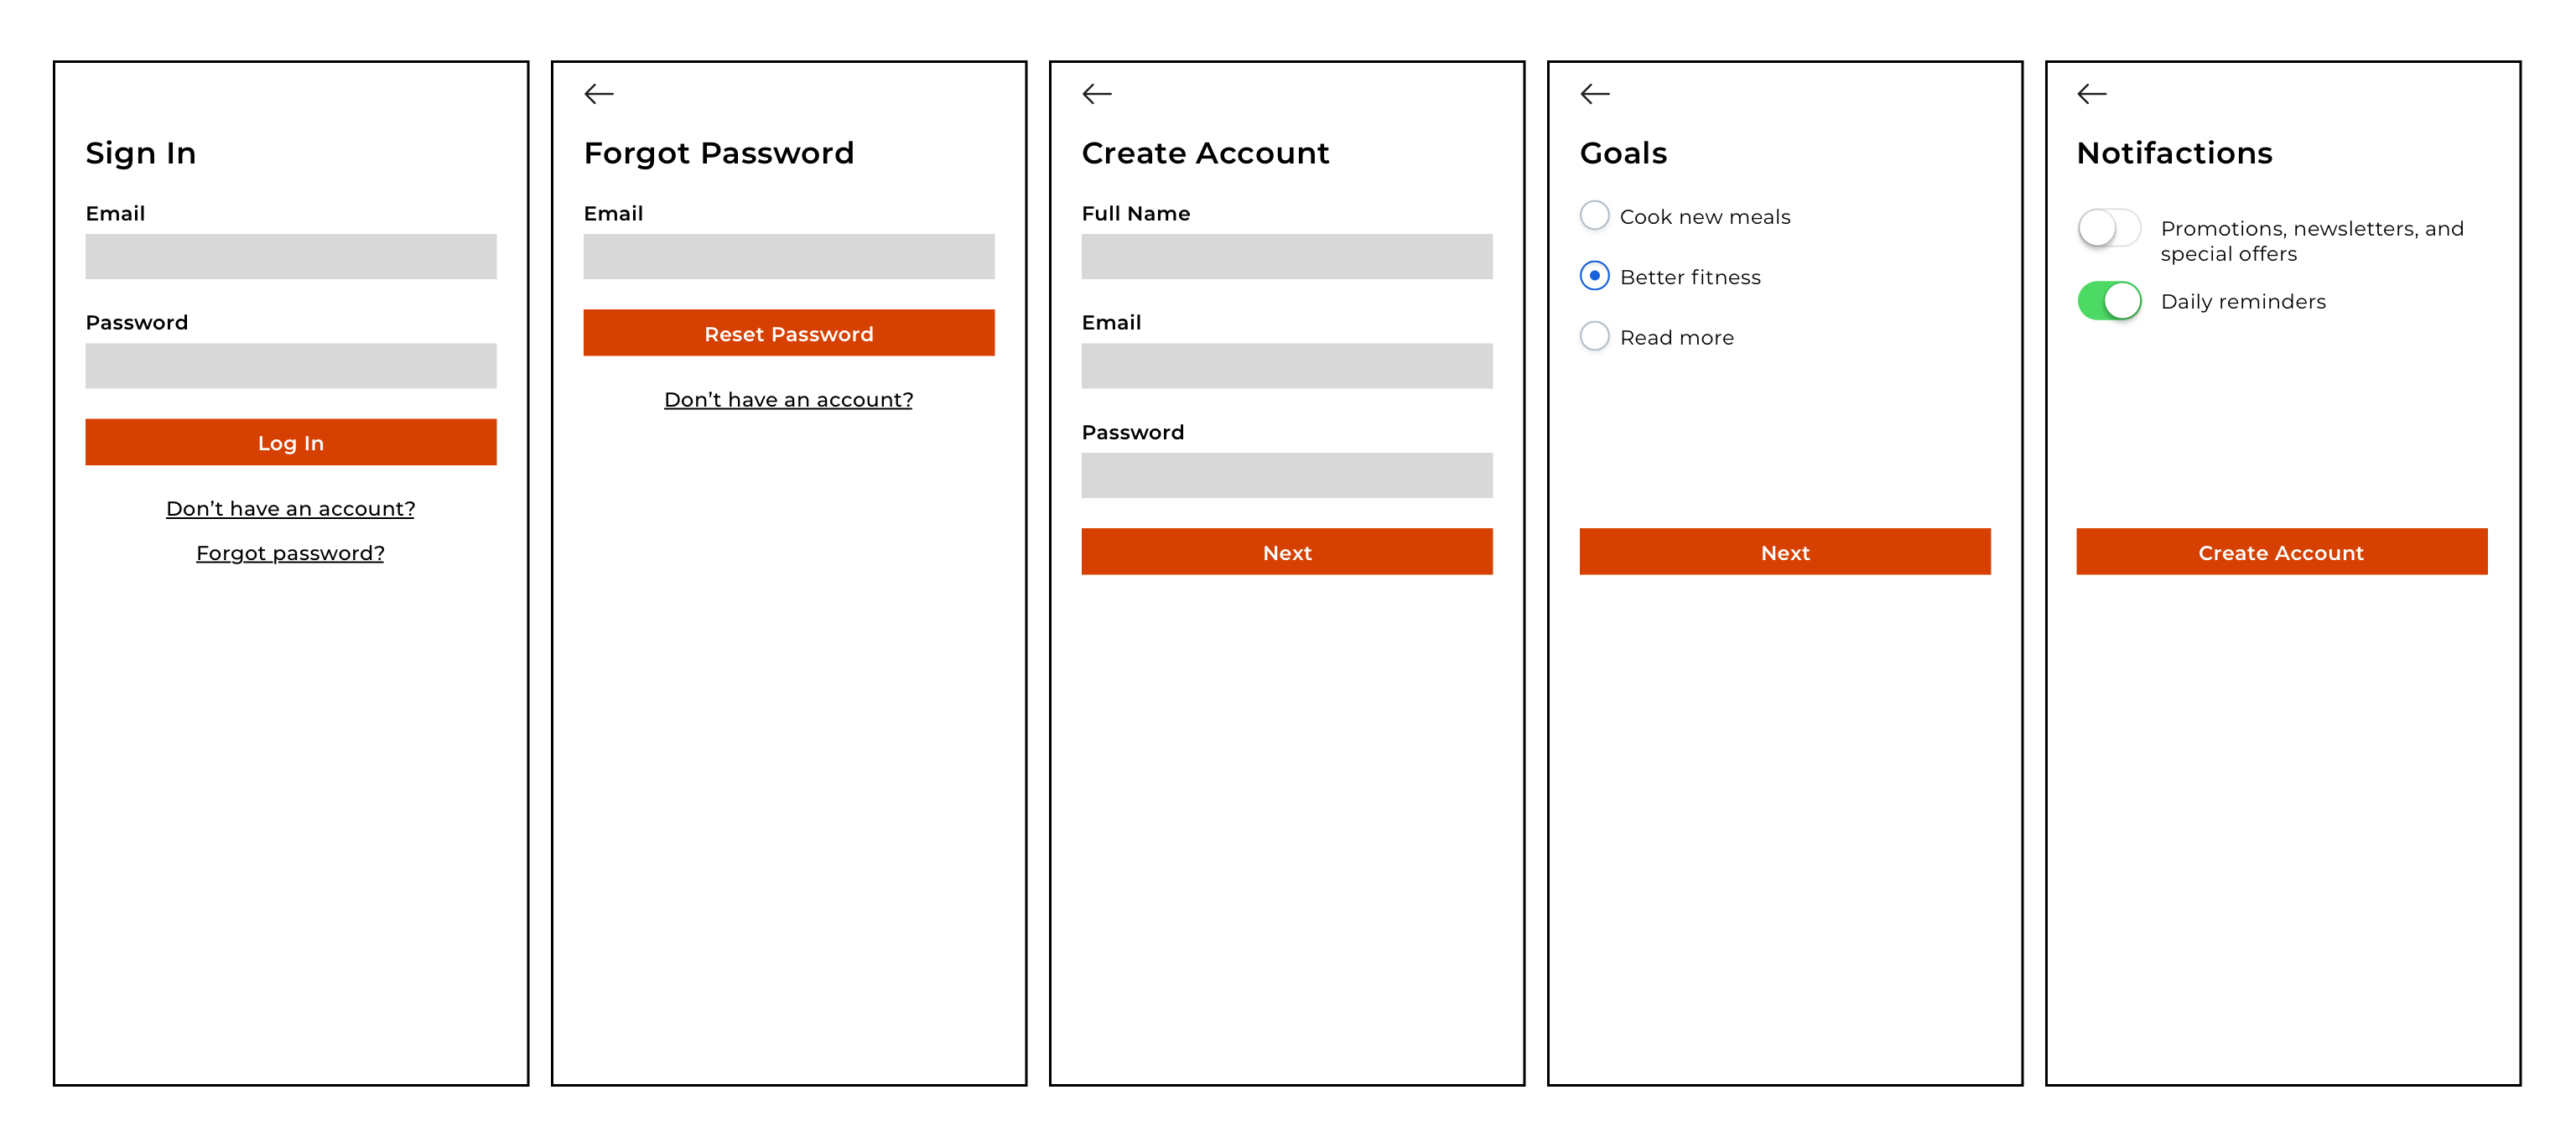 Sign In
Email
Password
Log In
Don’t have an account?
Forgot password?
Forgot Password
Email
Reset Password
Don’t have an account?
Create Account
Full Name
Email
Password
Next
Goals
Cook new meals
Better fitness
Read more
Next
Notifactions
Promotions, newsletters, and
special offers
Daily reminders
Create Account